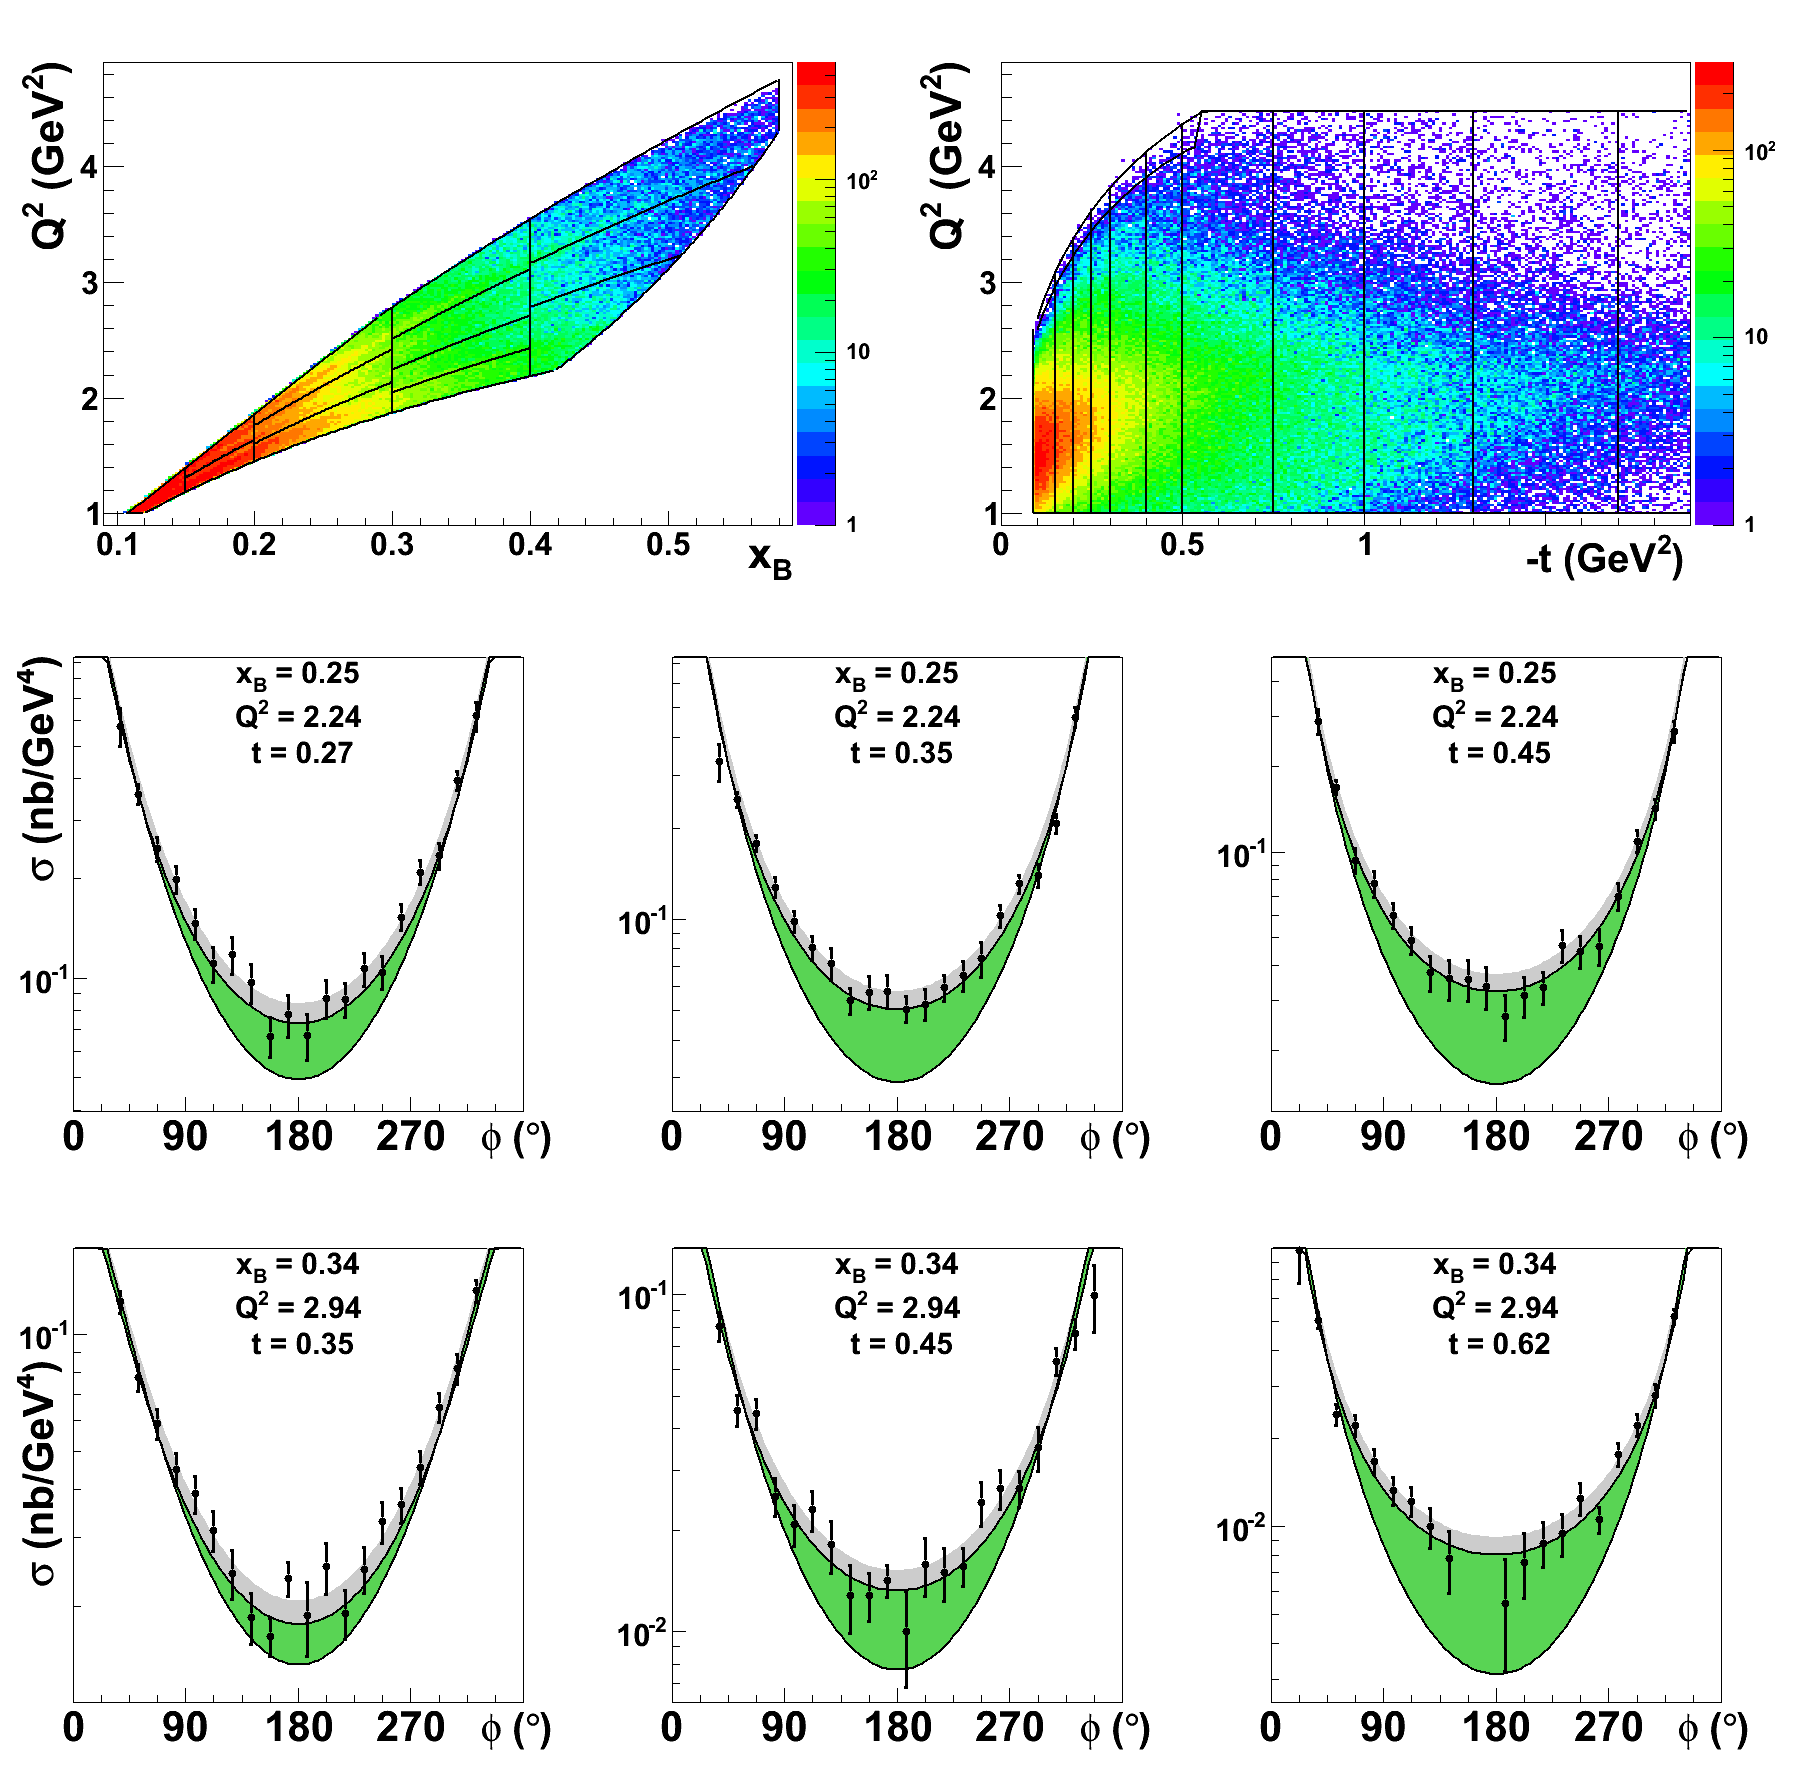 Q² (GeV²)
4
3
2
1
0.1 0.2 0.3 0.4 0.5
x_B
10²
10
1
Q² (GeV²)
4
3
2
1
0 0.5 1
-t (GeV²)
10²
10
1
σ (nb/GeV⁴)
x_B = 0.25
Q² = 2.24
t = 0.27
10⁻¹
0 90 180 270 ϕ (°)
x_B = 0.25
Q² = 2.24
t = 0.35
10⁻¹
0 90 180 270 ϕ (°)
x_B = 0.25
Q² = 2.24
t = 0.45
10⁻¹
0 90 180 270 ϕ (°)
σ (nb/GeV⁴)
x_B = 0.34
Q² = 2.94
t = 0.35
10⁻¹
0 90 180 270 ϕ (°)
x_B = 0.34
Q² = 2.94
t = 0.45
10⁻¹
10⁻²
0 90 180 270 ϕ (°)
x_B = 0.34
Q² = 2.94
t = 0.62
10⁻²
0 90 180 270 ϕ (°)